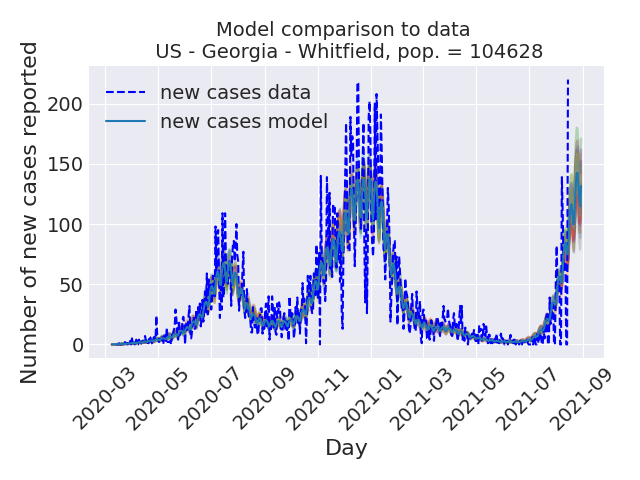 Model comparison to data
US - Georgia - Whitfield, pop. = 104628
Number of new cases reported
200
150
100
50
0
new cases data
new cases model
2020-03
2020-05
2020-07
2020-09
2020-11
2021-01
2021-03
2021-05
2021-07
2021-09
Day